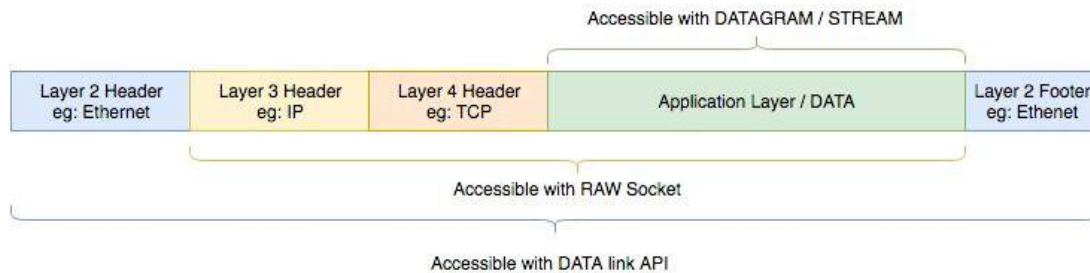 Accessible with DATAGRAM / STREAM
Layer 2 Header
eg: Ethernet
Layer 3 Header
eg: IP
Layer 4 Header
eg: TCP
Application Layer / DATA
Layer 2 Footer
eg: Ethenet
Accessible with RAW Socket
Accessible with DATA link API